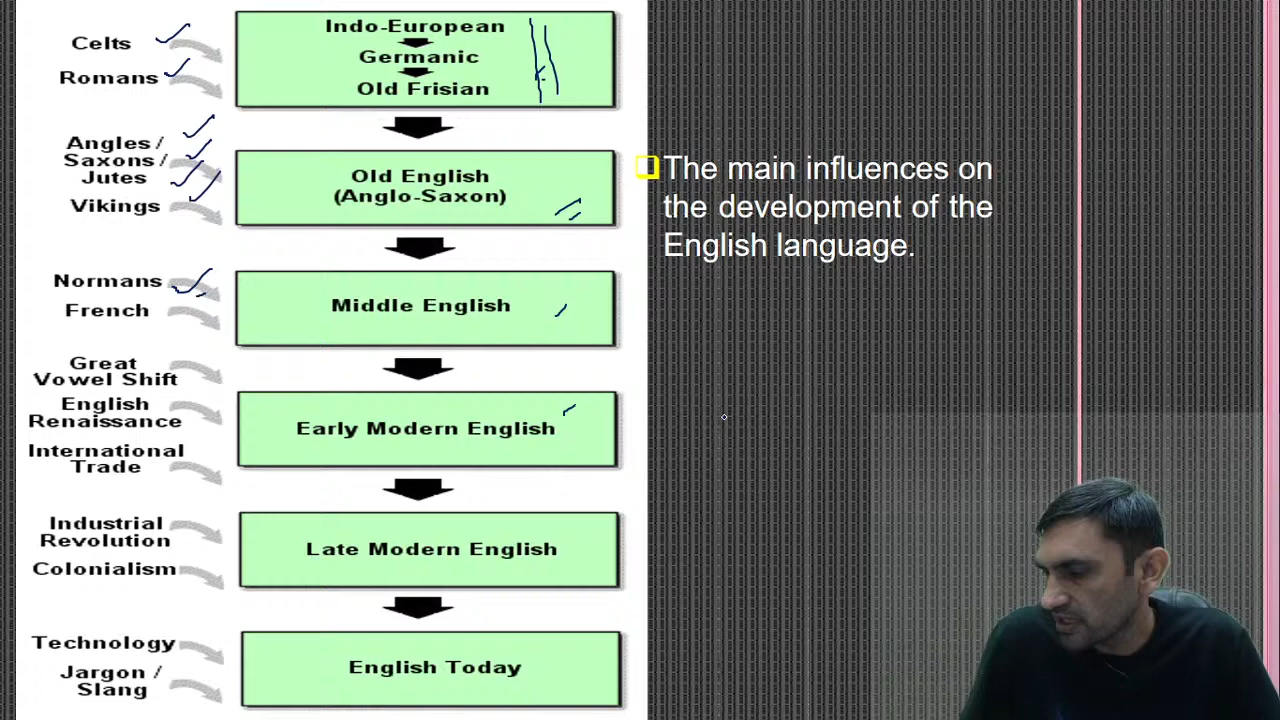 Celts
Romans
Indo-European
Germanic
Old Frisian
Angles /
Saxons /
Jutes
Vikings
Old English
(Anglo-Saxon)
Normans
French
Middle English
Great
Vowel Shift
English
Renaissance
International
Trade
Early Modern English
Industrial
Revolution
Colonialism
Late Modern English
Technology
Jargon /
Slang
English Today
The main influences on
the development of the
English language.